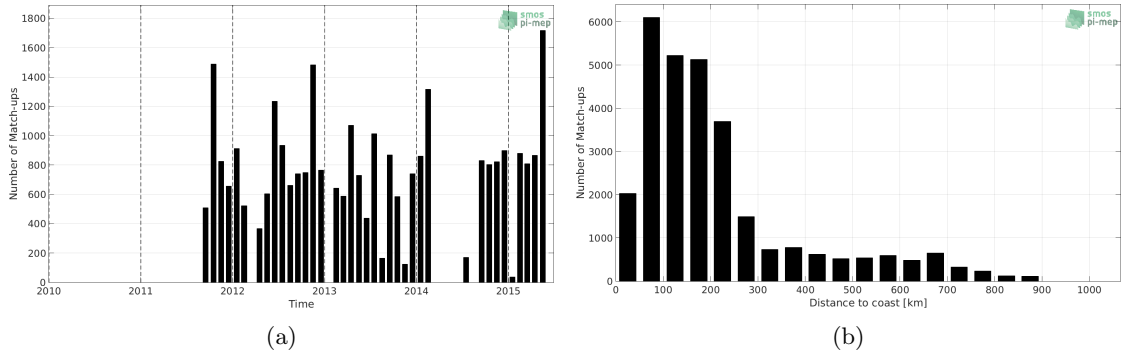 smos
pi-mep
1800
1600
1400
1200
1000
800
600
400
200
0
Number of Match-ups
2010 2011 2012 2013 2014 2015
Time
(a)
smos
pi-mep
6000
5000
4000
3000
2000
1000
0
Number of Match-ups
0 100 200 300 400 500 600 700 800 900 1000
Distance to coast [km]
(b)